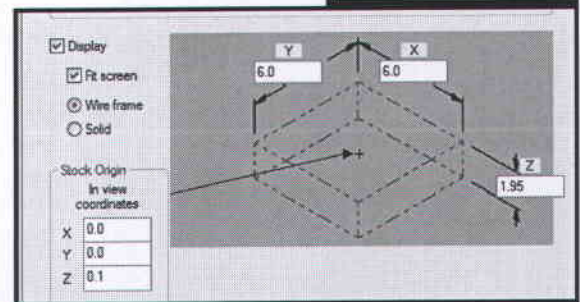 Display
Fit screen
Wire frame
Solid
Stock Origin
In view
coordinates
X 0.0
Y 0.0
Z 0.1
Y
6.0
X
6.0
Z
1.95